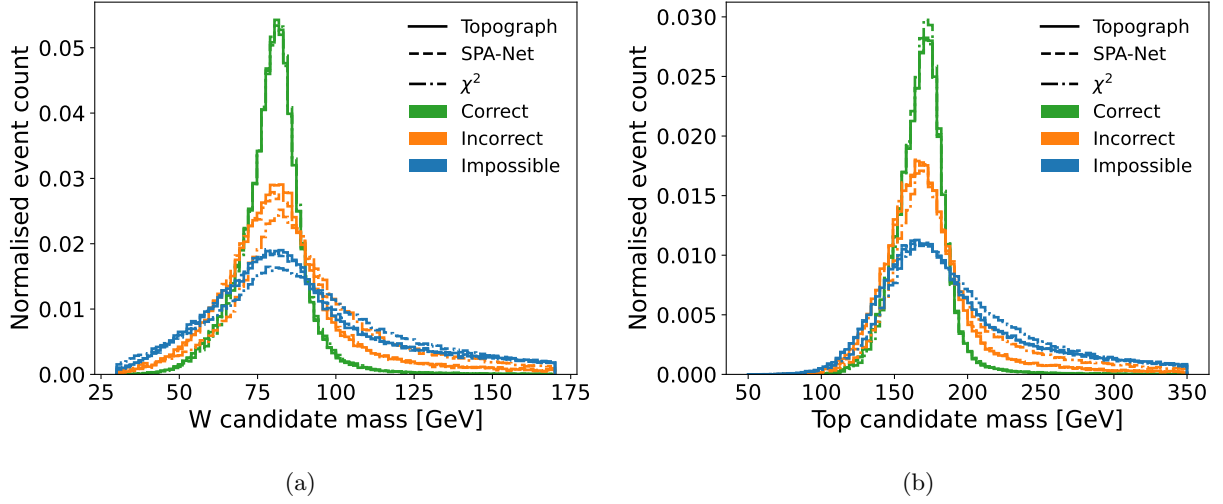 0.05
0.04
0.03
0.02
0.01
0.00
Normalised event count
Topograph
SPA-Net
χ²
Correct
Incorrect
Impossible
25 50 75 100 125 150 175
W candidate mass [GeV]
(a)
0.030
0.025
0.020
0.015
0.010
0.005
0.000
Normalised event count
Topograph
SPA-Net
χ²
Correct
Incorrect
Impossible
50 100 150 200 250 300 350
Top candidate mass [GeV]
(b)